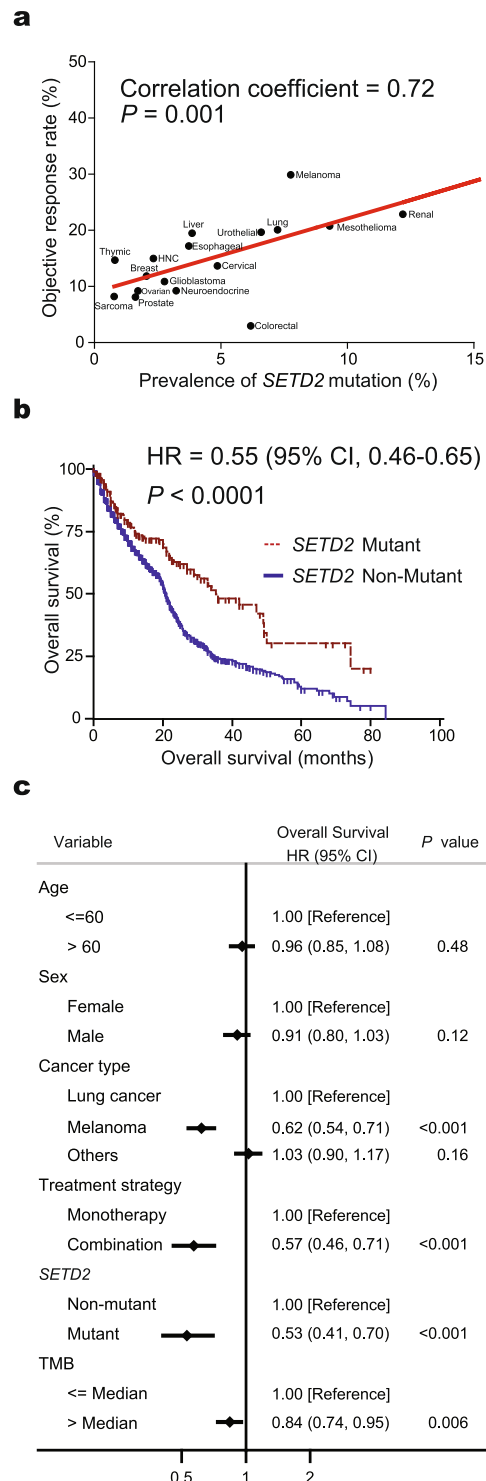 a
50
40
30
20
10
0
Objective response rate (%)
Correlation coefficient = 0.72
P = 0.001
Melanoma
Liver
Lung
Urothelial
Renal
Mesothelioma
Esophageal
Thymic
HNC
Cervical
Breast
Glioblastoma
Ovarian
Neuroendocrine
Sarcoma
Prostate
Colorectal
0 5 10 15
Prevalence of SETD2 mutation (%)
b
HR = 0.55 (95% CI, 0.46-0.65)
P < 0.0001
100
75
50
25
0
Overall survival (%)
SETD2 Mutant
SETD2 Non-Mutant
0 20 40 60 80 100
Overall survival (months)
c
Variable Overall Survival HR (95% CI) P value
Age
<=60 1.00 [Reference]
> 60 0.96 (0.85, 1.08) 0.48
Sex
Female 1.00 [Reference]
Male 0.91 (0.80, 1.03) 0.12
Cancer type
Lung cancer 1.00 [Reference]
Melanoma 0.62 (0.54, 0.71) <0.001
Others 1.03 (0.90, 1.17) 0.16
Treatment strategy
Monotherapy 1.00 [Reference]
Combination 0.57 (0.46, 0.71) <0.001
SETD2
Non-mutant 1.00 [Reference]
Mutant 0.53 (0.41, 0.70) <0.001
TMB
<= Median 1.00 [Reference]
> Median 0.84 (0.74, 0.95) 0.006
0.5 1 2